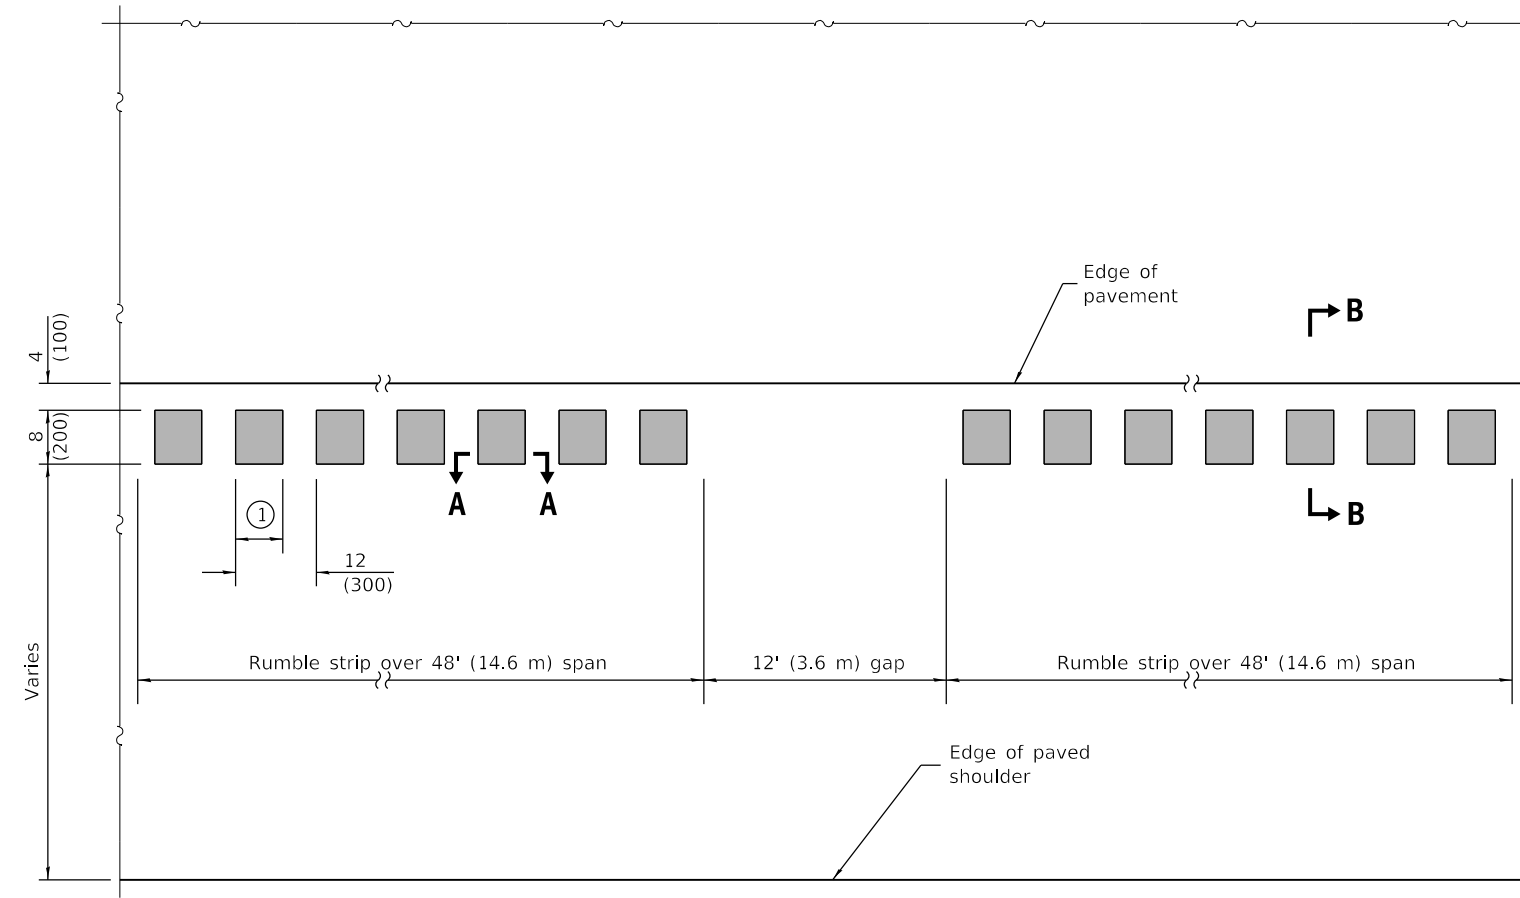 Edge of
pavement
B
4
(100)
8
(200)
A
A
B
1
12
(300)
Varies
Rumble strip over 48' (14.6 m) span
12' (3.6 m) gap
Rumble strip over 48' (14.6 m) span
Edge of paved
shoulder